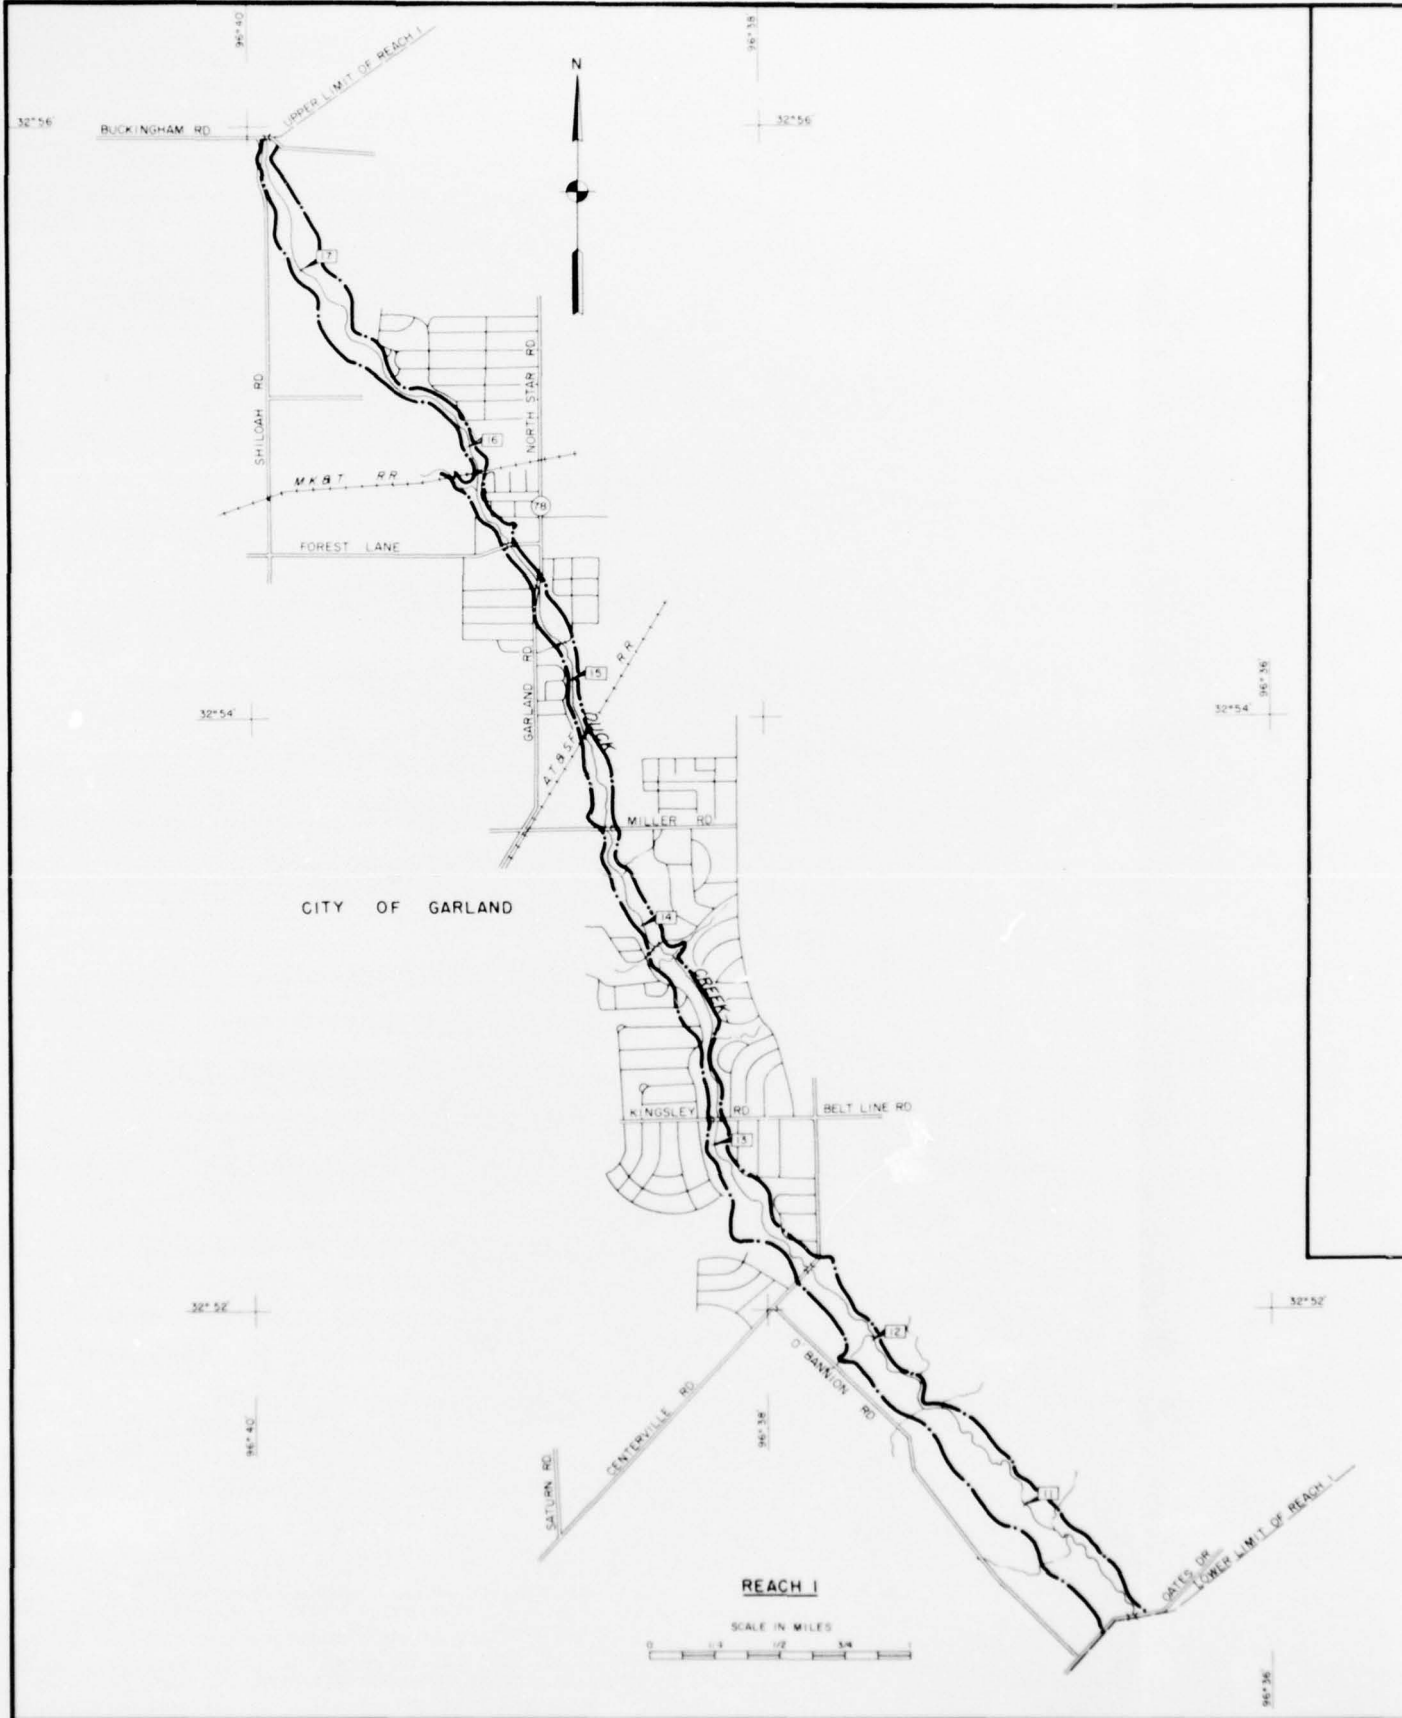 96° 40'
96° 38'
UPPER LIMIT OF REACH I
N
32° 56'
BUCKINGHAM RD
32° 56'
17
SHILOAH RD
NORTH STAR RD
16
M K & T R R
78
FOREST LANE
GARLAND RD
15
R R
A T & S F
32° 54'
DUCK
32° 54'
96° 36'
MILLER RD
CITY OF GARLAND
14
CREEK
KINGSLEY RD
BELT LINE RD
13
32° 52'
32° 52'
12
O BANNION RD
CENTERVILLE RD
96° 40'
96° 38'
SATURN RD
11
OATES DR
LOWER LIMIT OF REACH I
REACH I
SCALE IN MILES
0 1/4 1/2 3/4 1
96° 36'